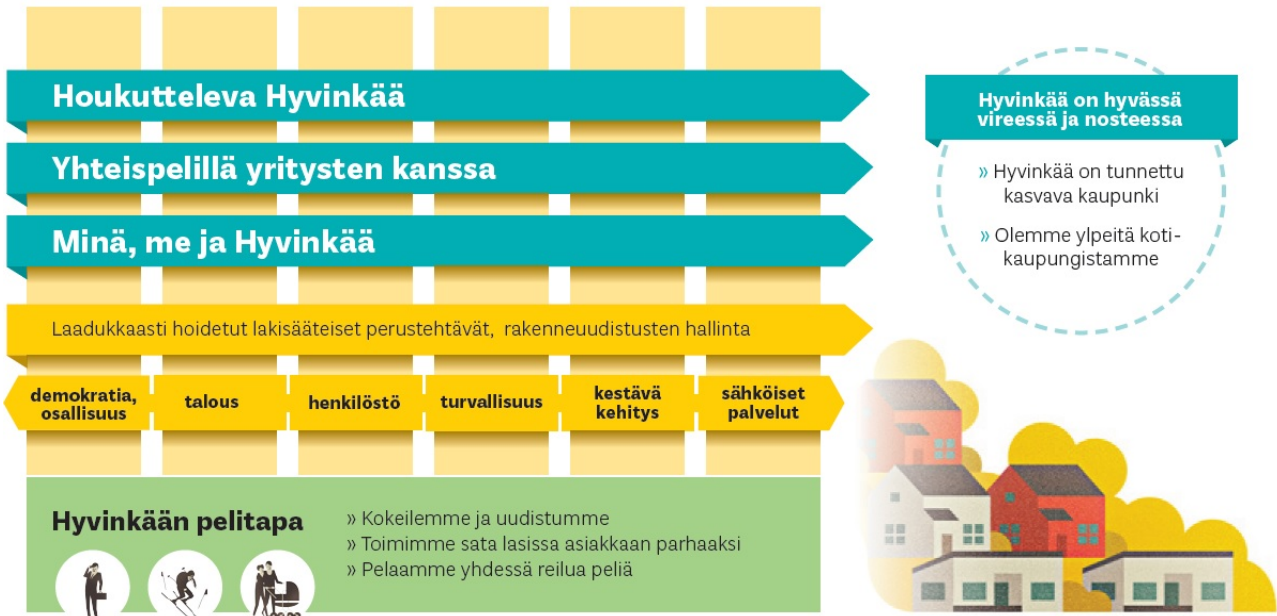 Houkutteleva Hyvinkää
Yhteispelillä yritysten kanssa
Minä, me ja Hyvinkää
Laadukkaasti hoidetut lakisääteiset perustehtävät, rakenneuudistusten hallinta
demokratia,
osallisuus
talous
henkilöstö
turvallisuus
kestävä
kehitys
sähköiset
palvelut
Hyvinkään pelitapa
» Kokeilemme ja uudistumme
» Toimimme sata lasissa asiakkaan parhaaksi
» Pelaamme yhdessä reilua peliä
Hyvinkää on hyvässä
vireessä ja nosteessa
» Hyvinkää on tunnettu
kasvava kaupunki
» Olemme ylpeitä koti-
kaupungistamme